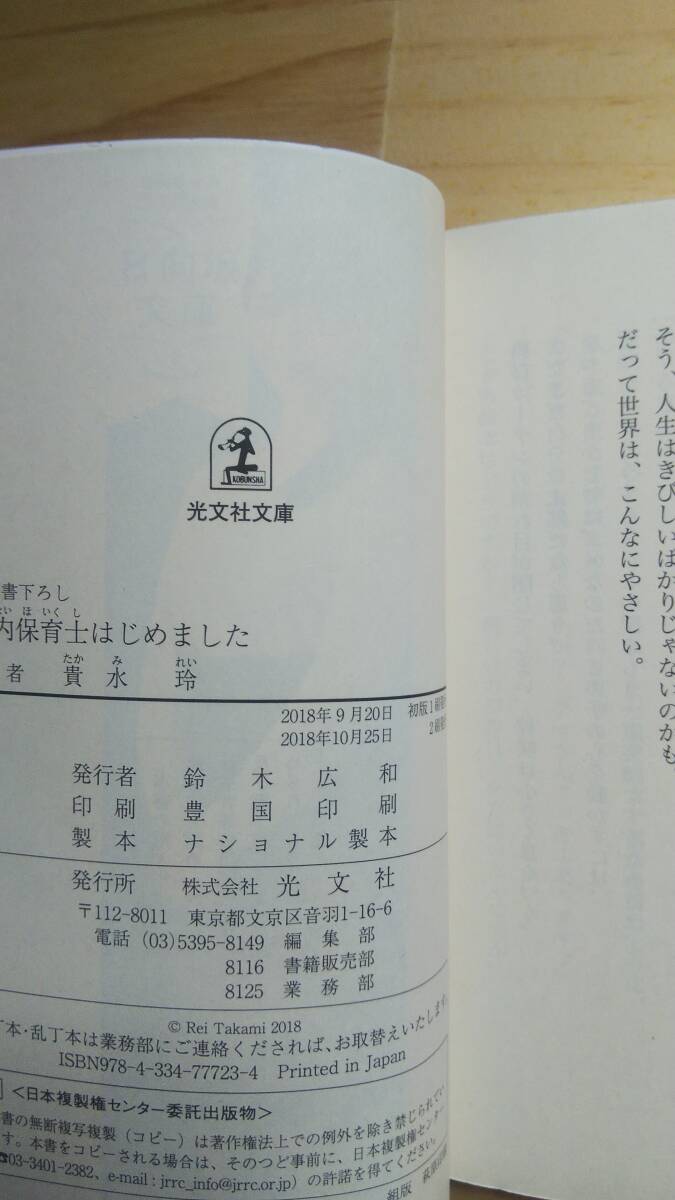 そう、人生はきびしいばかりじゃないのかも
だって世界は、こんなにやさしい。
KOBUNSHA
光文社文庫
書下ろし
ほいくし
内保育士はじめました
たか み れい
者 貴水玲
2018年9月20日 初版1刷
2018年10月25日 2刷
発行者 鈴木広和
印刷 豊国印刷
製本 ナショナル製本
発行所 株式会社 光文社
〒112-8011 東京都文京区音羽1-16-6
電話 (03)5395-8149 編集部
8116 書籍販売部
8125 業務部
© Rei Takami 2018
丁本・乱丁本は業務部にご連絡くだされば、お取替えいたします。
ISBN978-4-334-77723-4 Printed in Japan
<日本複製権センター委託出版物>
書の無断複写複製（コピー）は著作権法上での例外を除き禁じられてい
す。本書をコピーされる場合は、そのつど事前に、日本複製権センター
☎03-3401-2382、e-mail : jrrc_info@jrrc.or.jp）の許諾を得てください。
組版